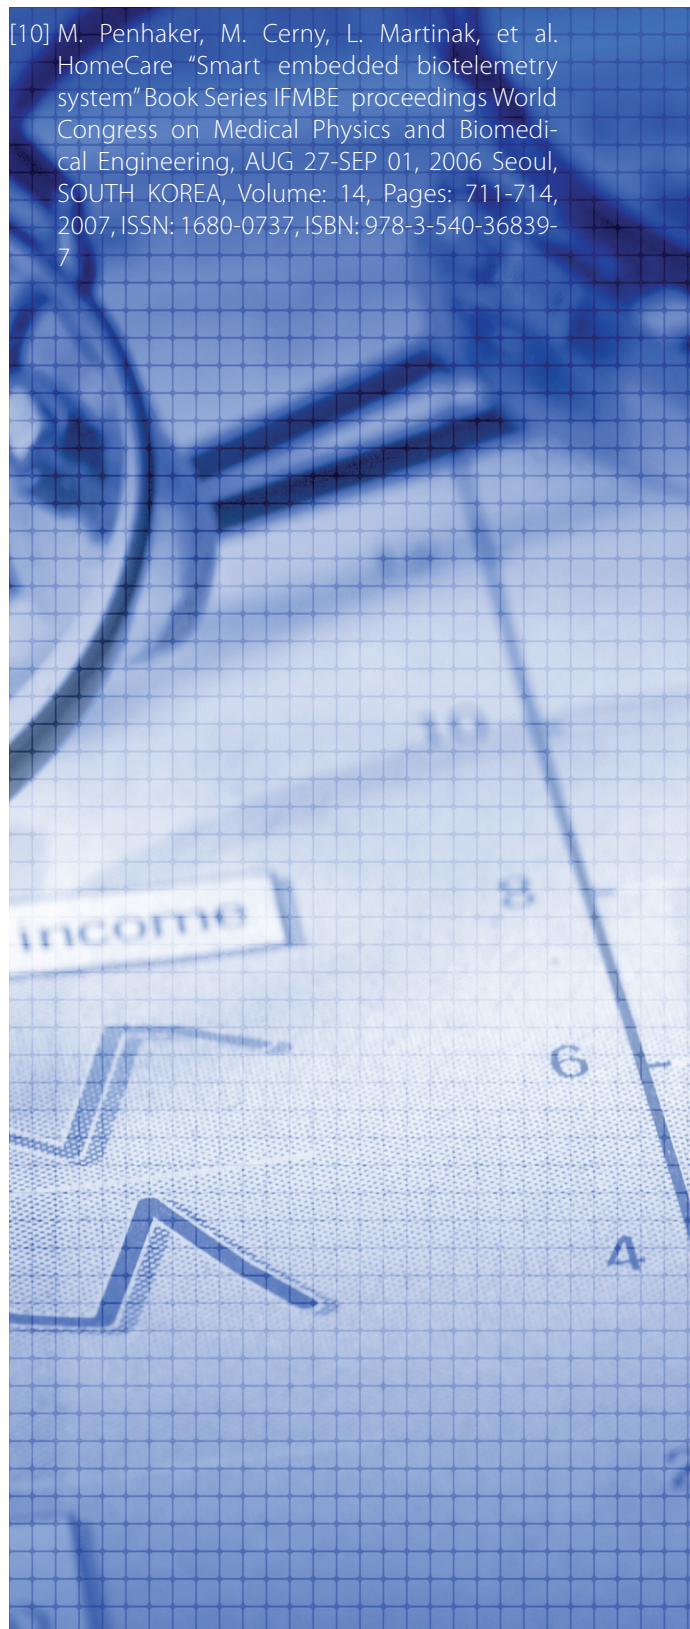 [10] M. Penhaker, M. Cerny, L. Martinak, et al.
HomeCare “Smart embedded biotelemetry
system” Book Series IFMBE proceedings World
Congress on Medical Physics and Biomedi-
cal Engineering, AUG 27-SEP 01, 2006 Seoul,
SOUTH KOREA, Volume: 14, Pages: 711-714,
2007, ISSN: 1680-0737, ISBN: 978-3-540-36839-
7
10
8
income
6
4